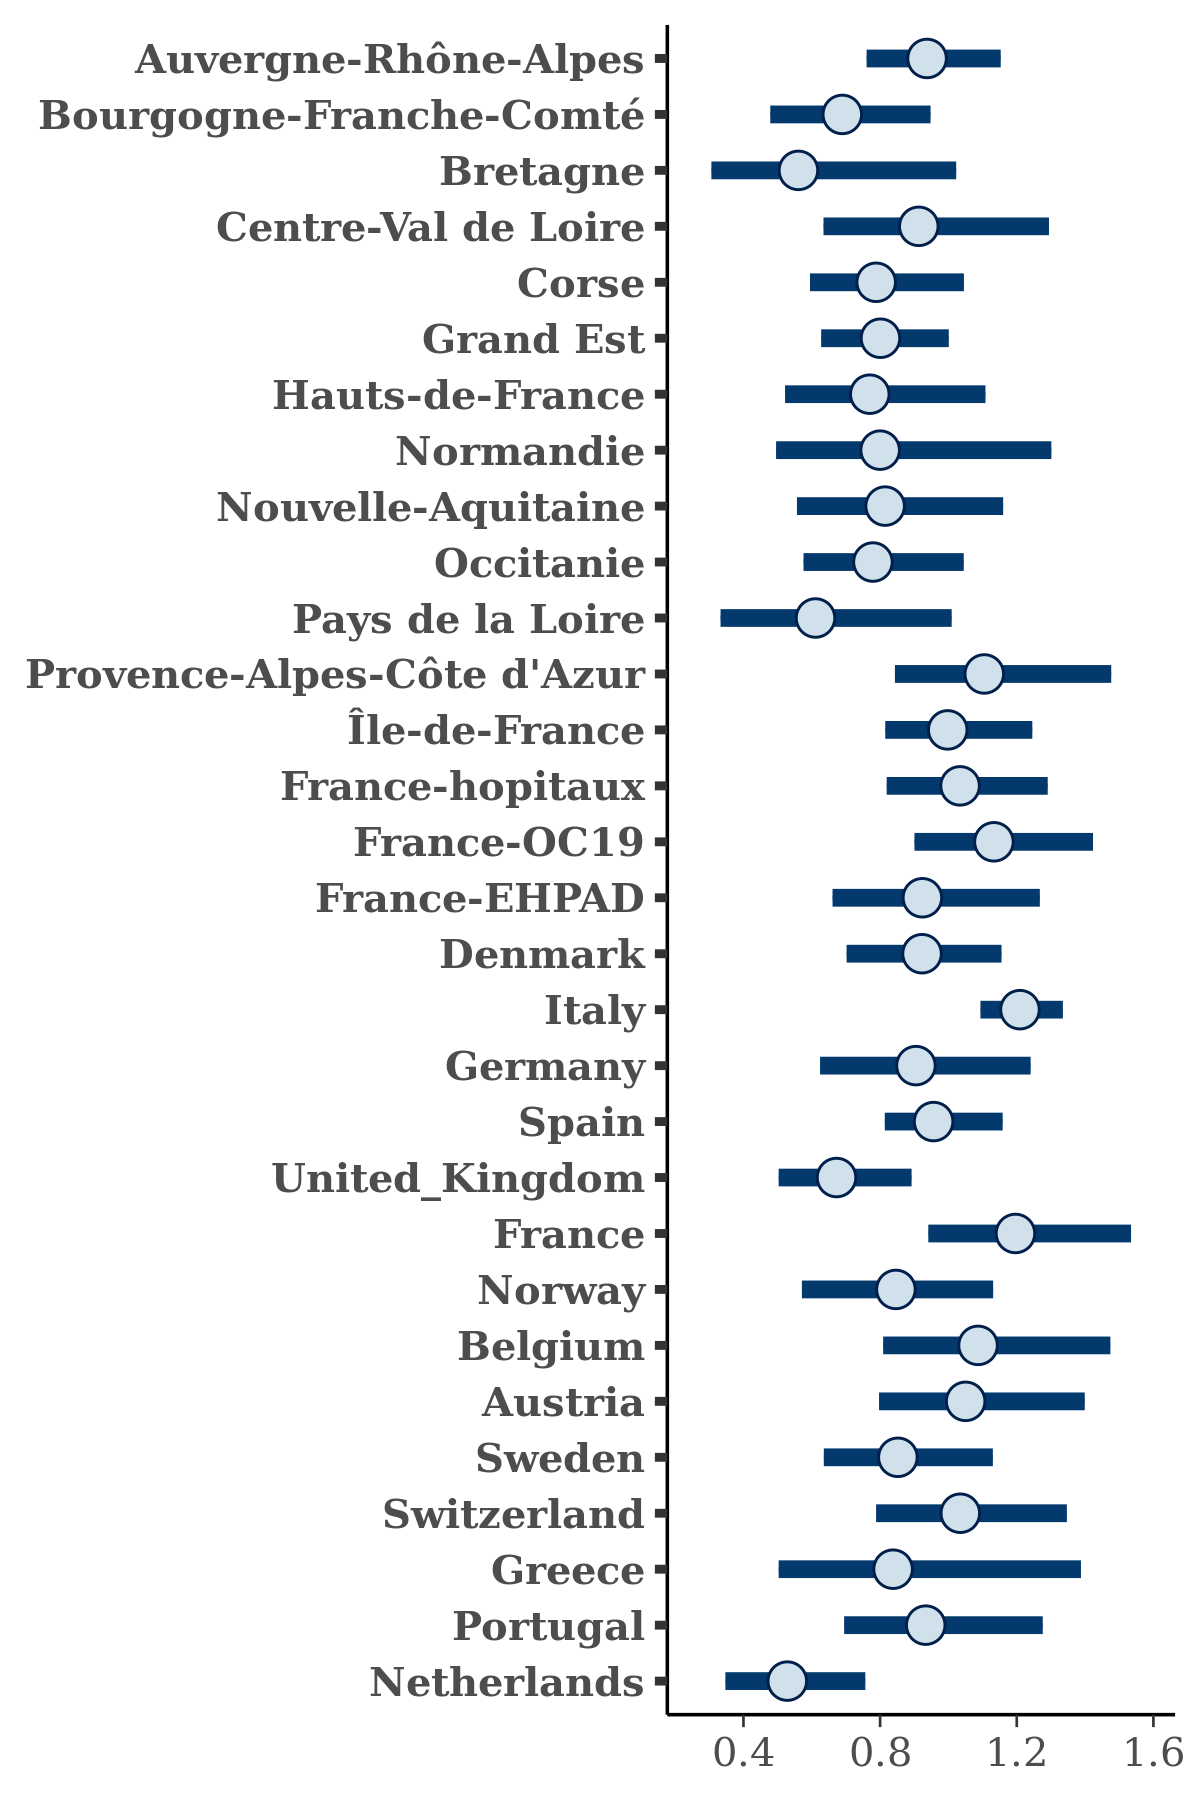 Auvergne-Rhône-Alpes
Bourgogne-Franche-Comté
Bretagne
Centre-Val de Loire
Corse
Grand Est
Hauts-de-France
Normandie
Nouvelle-Aquitaine
Occitanie
Pays de la Loire
Provence-Alpes-Côte d'Azur
Île-de-France
France-hopitaux
France-OC19
France-EHPAD
Denmark
Italy
Germany
Spain
United_Kingdom
France
Norway
Belgium
Austria
Sweden
Switzerland
Greece
Portugal
Netherlands
0.4 0.8 1.2 1.6